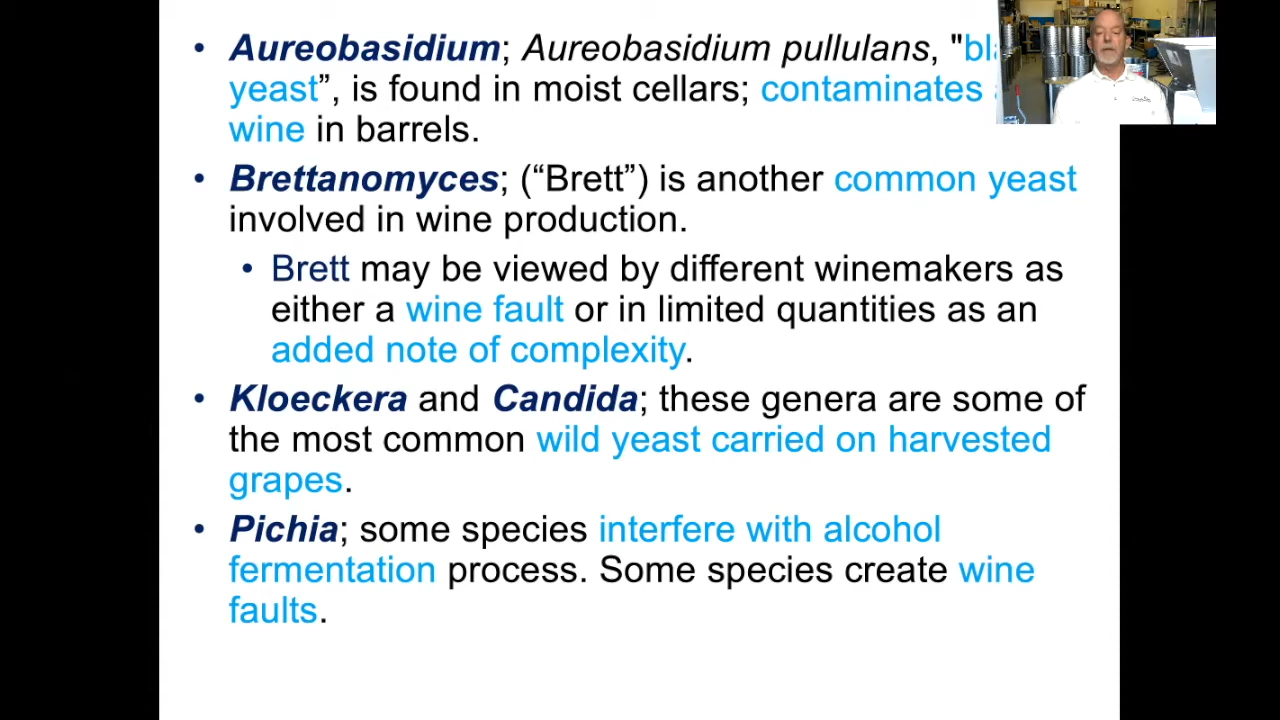 • Aureobasidium; Aureobasidium pullulans, "
yeast”, is found in moist cellars; contaminates
wine in barrels.
• Brettanomyces; (“Brett”) is another common yeast
involved in wine production.
• Brett may be viewed by different winemakers as
either a wine fault or in limited quantities as an
added note of complexity.
• Kloeckera and Candida; these genera are some of
the most common wild yeast carried on harvested
grapes.
• Pichia; some species interfere with alcohol
fermentation process. Some species create wine
faults.